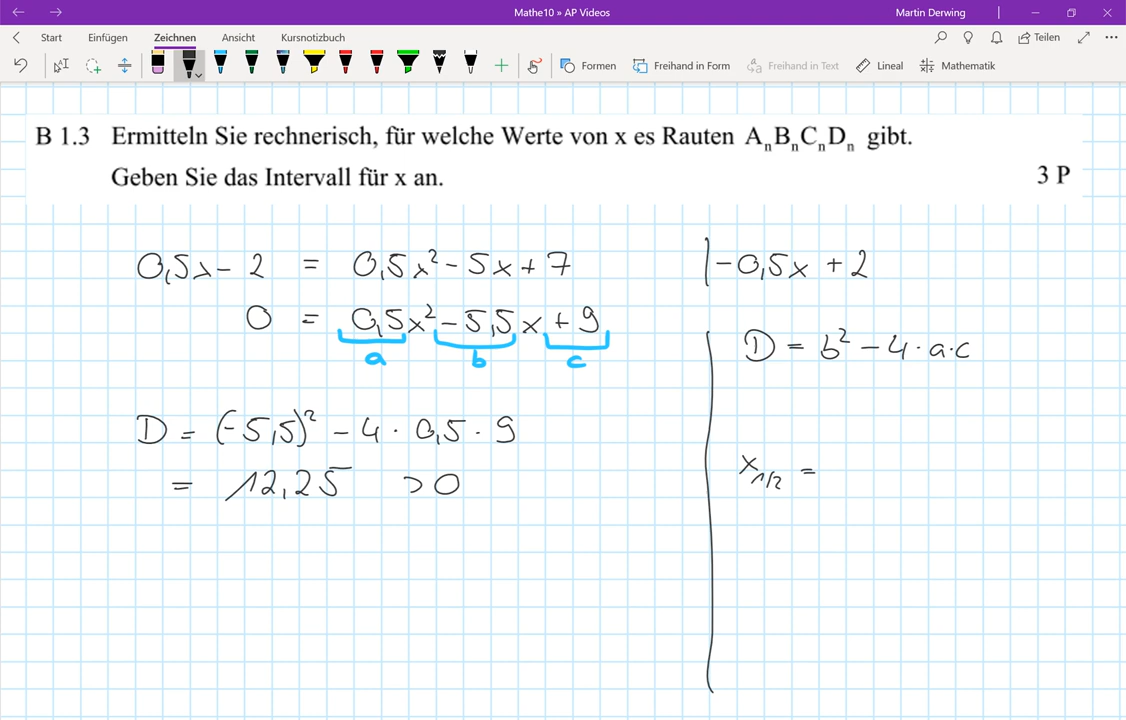 Mathe10 » AP Videos
Martin Derwing
Start Einfügen Zeichnen Ansicht Kursnotizbuch
Teilen
Formen Freihand in Form Freihand in Text Lineal Mathematik
B 1.3 Ermitteln Sie rechnerisch, für welche Werte von x es Rauten AₙBₙCₙDₙ gibt.
Geben Sie das Intervall für x an.
3 P
0,5x - 2 = 0,5x² - 5x + 7 | -0,5x + 2
0 = 0,5x² - 5,5x + 9
a b c
D = b² - 4 · a · c
D = (-5,5)² - 4 · 0,5 · 9
x₁/₂ =
= 12,25 > 0